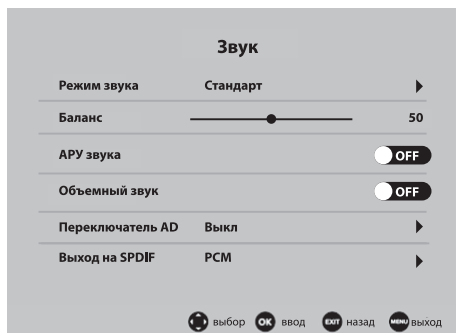 Звук
Режим звука Стандарт
Баланс 50
АРУ звука OFF
Объемный звук OFF
Переключатель AD Выкл
Выход на SPDIF PCM
выбор OK ввод EXIT назад MENU выход